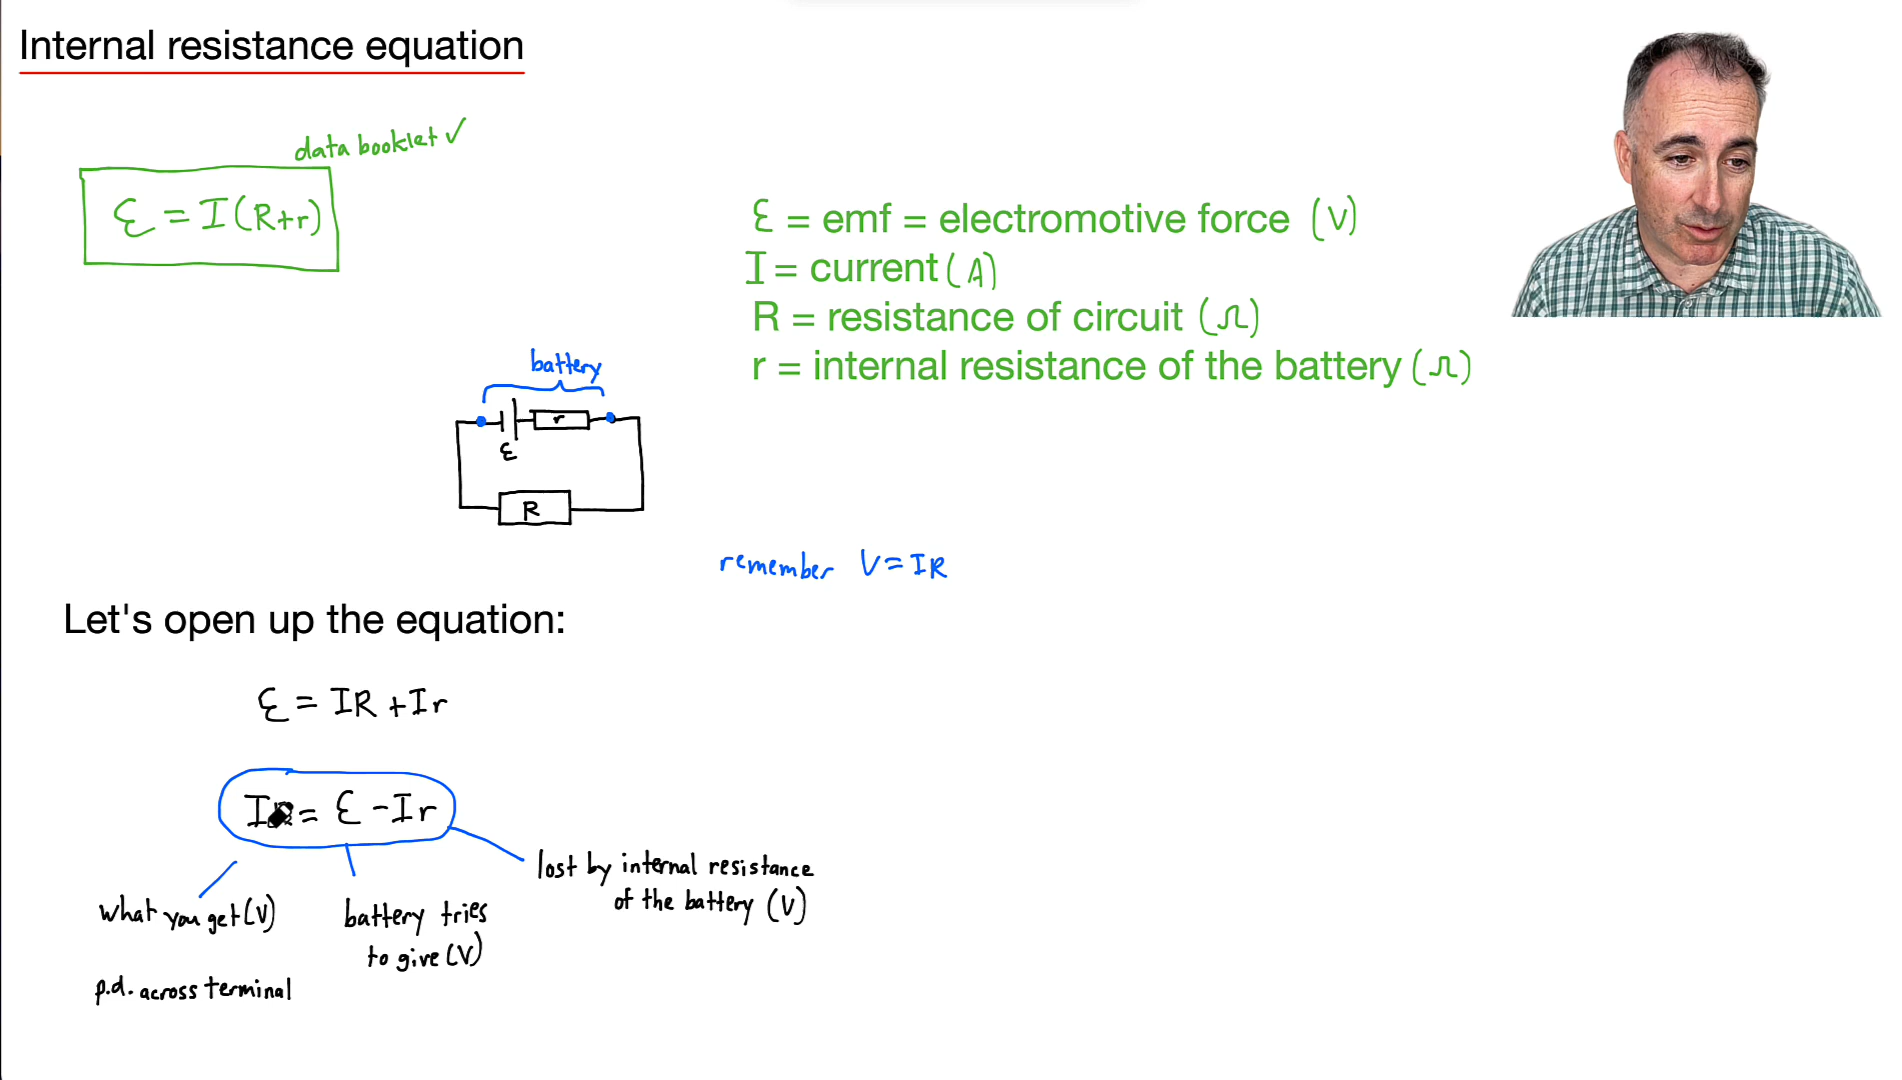 Internal resistance equation
data booklet ✓
Ɛ = I(R+r)
Ɛ = emf = electromotive force (V)
I = current (A)
R = resistance of circuit (Ω)
r = internal resistance of the battery (Ω)
battery
r
Ɛ
R
remember V=IR
Let's open up the equation:
Ɛ = IR + Ir
I = Ɛ - Ir
lost by internal resistance
of the battery (V)
what you get (V)
battery tries
to give (V)
p.d. across terminal